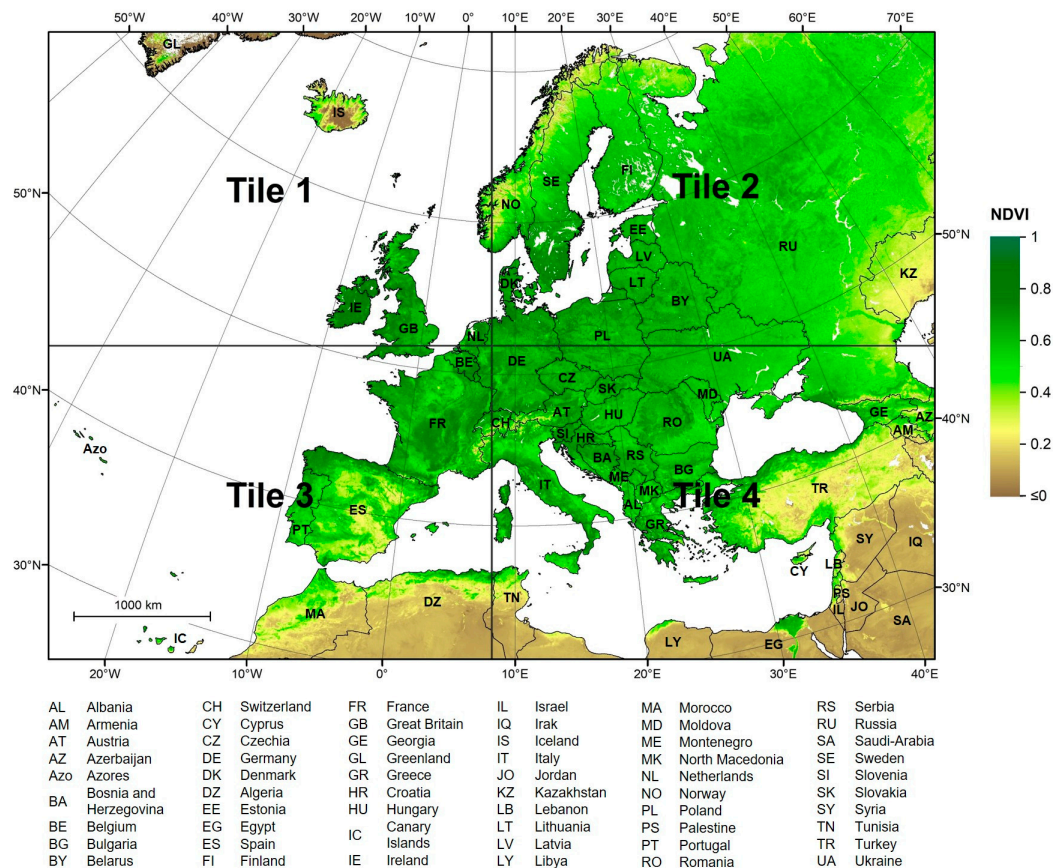 50°W 40°W 30°W 20°W 10°W 0° 10°E 20°E 30°E 40°E 50°E 60°E 70°E
GL
IS
Tile 1
Tile 2
50°N
50°N
SE
FI
NO
EE
LV
LT
RU
KZ
DK
BY
IE
GB
NL
PL
BE
DE
UA
CZ
SK
MD
40°N
40°N
FR
CH
AT
HU
RO
SI
HR
BA
RS
ME
BG
GE
AZ
AM
Azo
Tile 3
Tile 4
ES
PT
IT
MK
AL
GR
TR
CY
SY
IQ
LB
30°N
30°N
PS
IL
JO
SA
1000 km
IC
MA
DZ
TN
LY
EG
20°W 10°W 0° 10°E 20°E 30°E 40°E
NDVI
1
0.8
0.6
0.4
0.2
≤0
AL Albania
AM Armenia
AT Austria
AZ Azerbaijan
Azo Azores
BA Bosnia and
Herzegovina
BE Belgium
BG Bulgaria
BY Belarus
CH Switzerland
CY Cyprus
CZ Czechia
DE Germany
DK Denmark
DZ Algeria
EE Estonia
EG Egypt
ES Spain
FI Finland
FR France
GB Great Britain
GE Georgia
GL Greenland
GR Greece
HR Croatia
HU Hungary
IC Canary
Islands
IE Ireland
IL Israel
IQ Irak
IS Iceland
IT Italy
JO Jordan
KZ Kazakhstan
LB Lebanon
LT Lithuania
LV Latvia
LY Libya
MA Morocco
MD Moldova
ME Montenegro
MK North Macedonia
NL Netherlands
NO Norway
PL Poland
PS Palestine
PT Portugal
RO Romania
RS Serbia
RU Russia
SA Saudi-Arabia
SE Sweden
SI Slovenia
SK Slovakia
SY Syria
TN Tunisia
TR Turkey
UA Ukraine